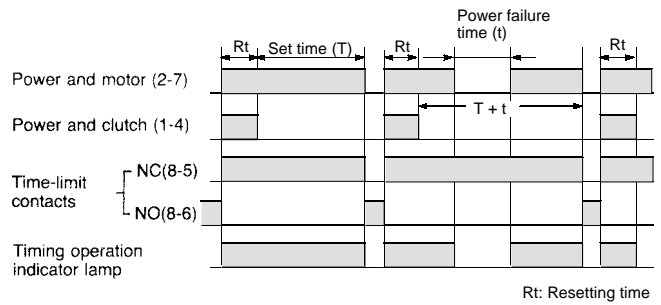 Power failure
time (t)
Rt Set time (T) Rt Rt
Power and motor (2-7)
T + t
Power and clutch (1-4)
NC(8-5)
Time-limit
contacts
NO(8-6)
Timing operation
indicator lamp
Rt: Resetting time